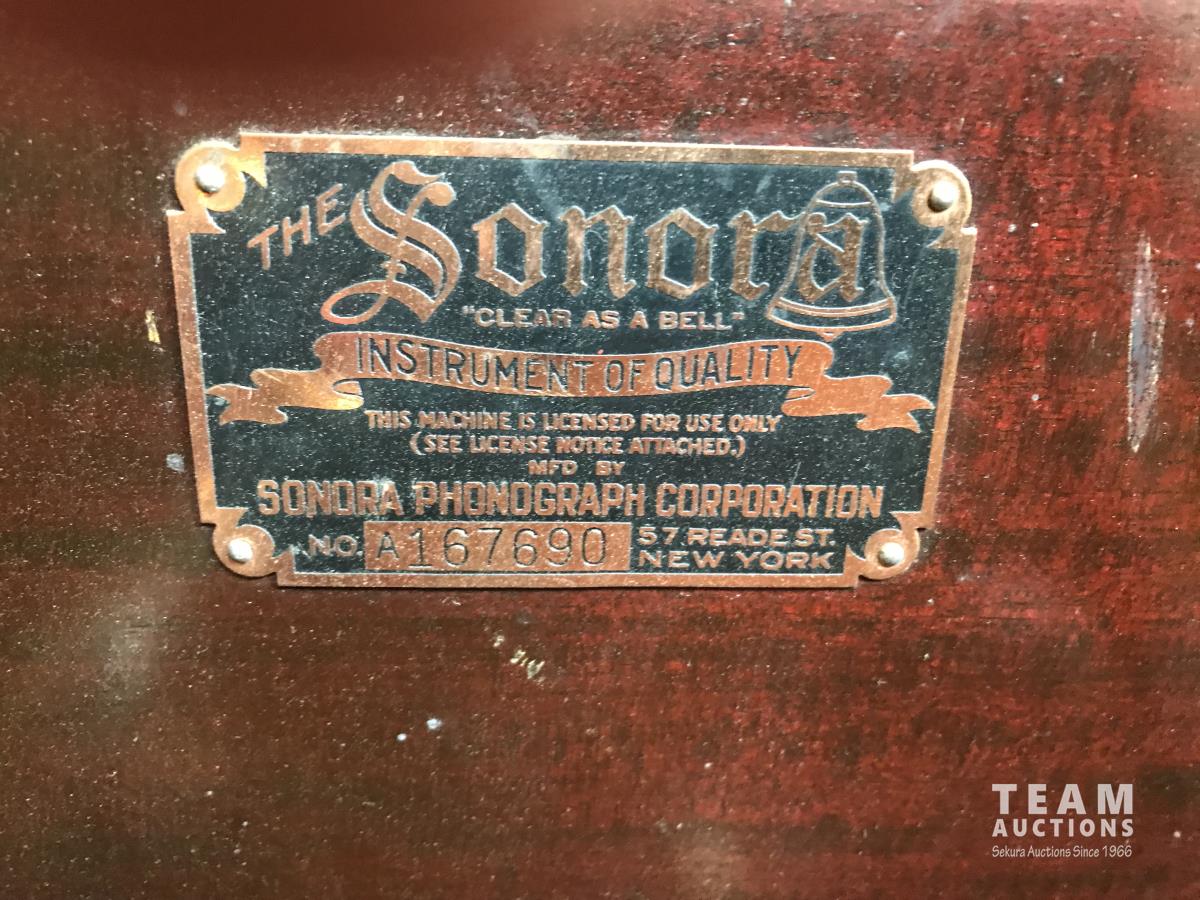 THE Sonora
"CLEAR AS A BELL"
INSTRUMENT OF QUALITY
THIS MACHINE IS LICENSED FOR USE ONLY
(SEE LICENSE NOTICE ATTACHED.)
MFD BY
SONORA PHONOGRAPH CORPORATION
NO. A167690 57 READE ST.
NEW YORK
TEAM
AUCTIONS
Sekura Auctions Since 1966